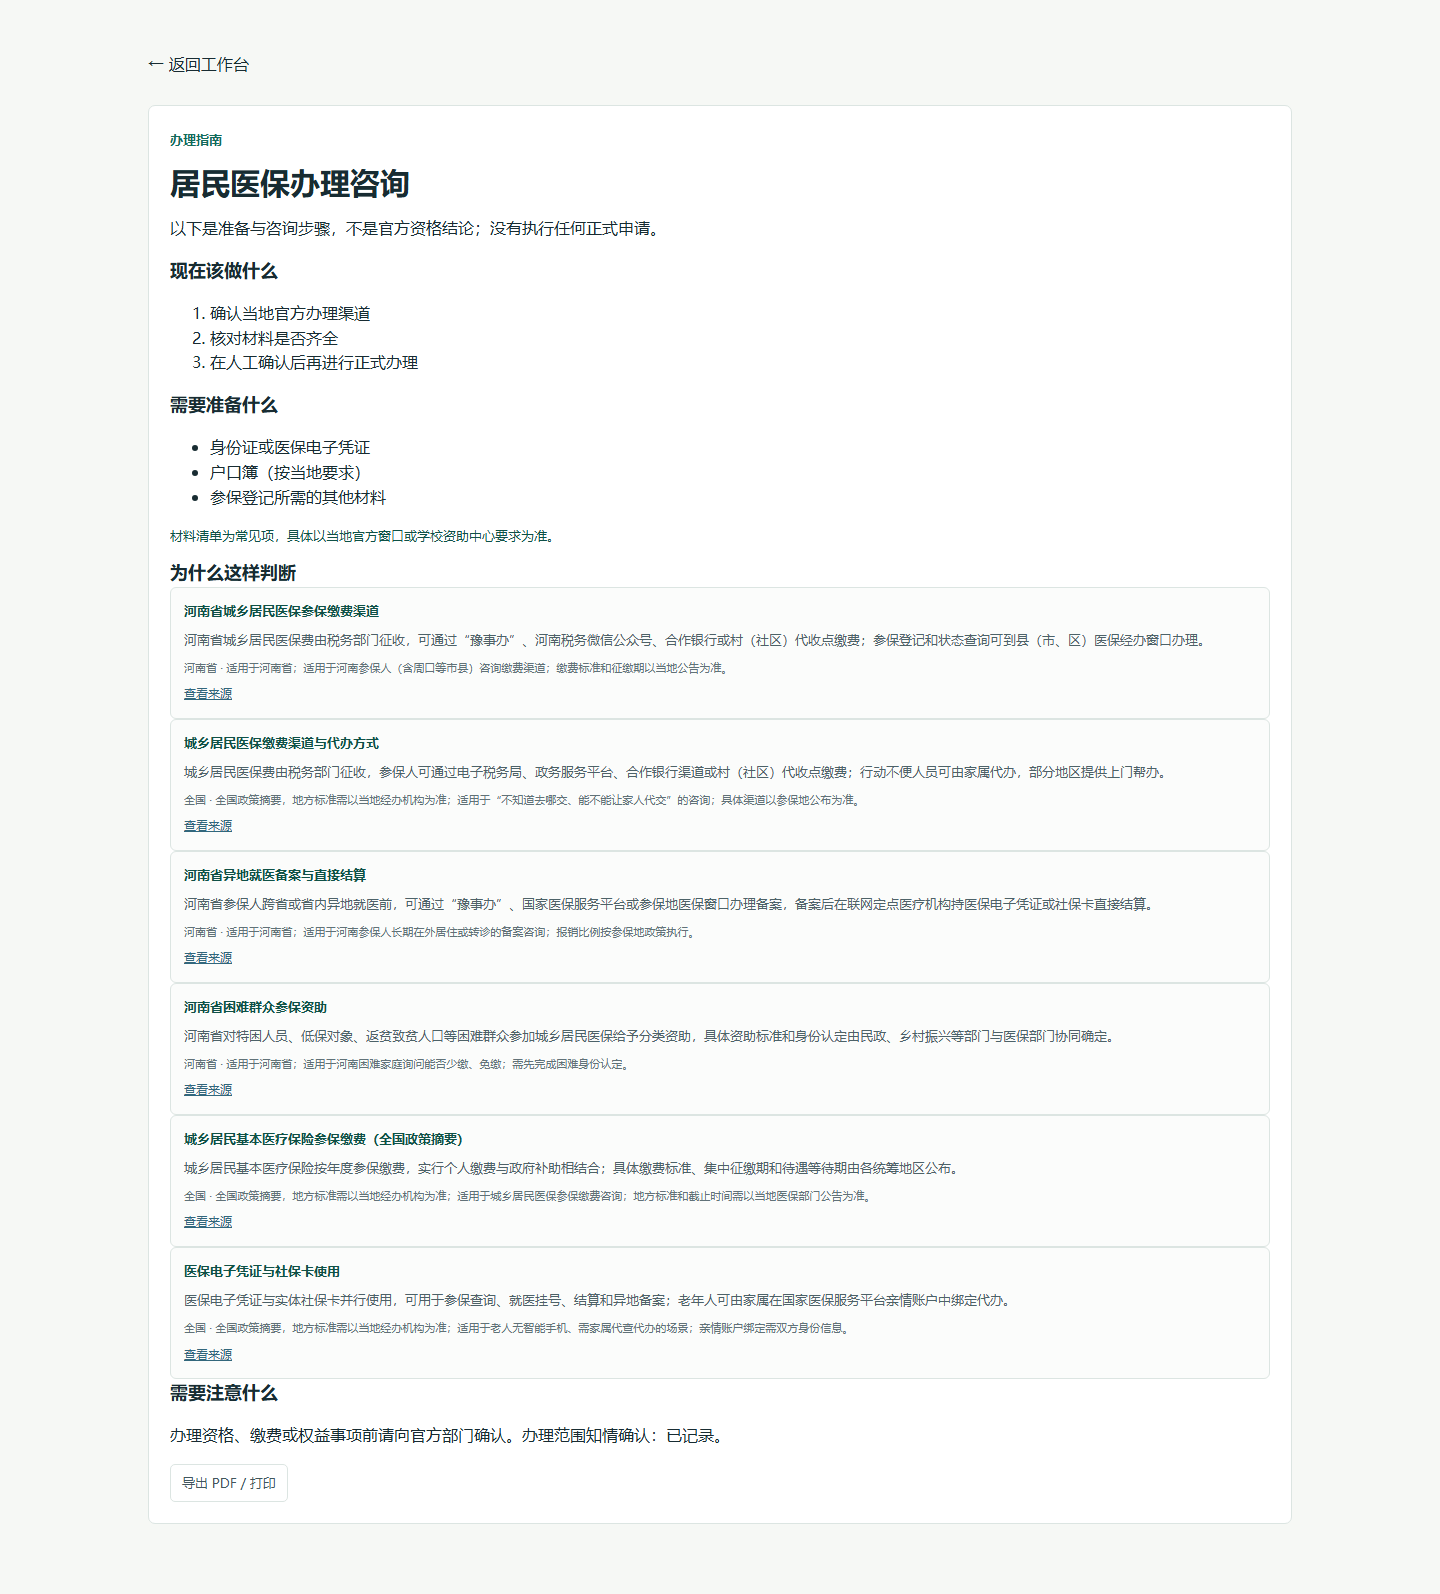 ← 返回工作台
办理指南
居民医保办理咨询
以下是准备与咨询步骤，不是官方资格结论；没有执行任何正式申请。
现在该做什么
1. 确认当地官方办理渠道
2. 核对材料是否齐全
3. 在人工确认后再进行正式办理
需要准备什么
• 身份证或医保电子凭证
• 户口簿（按当地要求）
• 参保登记所需的其他材料
材料清单为常见项，具体以当地官方窗口或学校资助中心要求为准。
为什么这样判断
河南省城乡居民医保参保缴费渠道
河南省城乡居民医保费由税务部门征收，可通过“豫事办”、河南税务微信公众号、合作银行或村（社区）代收点缴费；参保登记和状态查询可到县（市、区）医保经办窗口办理。
河南省 · 适用于河南省；适用于河南参保人（含周口等市县）咨询缴费渠道；缴费标准和征缴期以当地公告为准。
查看来源
城乡居民医保缴费渠道与代办方式
城乡居民医保费由税务部门征收，参保人可通过电子税务局、政务服务平台、合作银行渠道或村（社区）代收点缴费；行动不便人员可由家属代办，部分地区提供上门帮办。
全国 · 全国政策摘要，地方标准需以当地经办机构为准；适用于“不知道去哪交、能不能让家人代交”的咨询；具体渠道以参保地公布为准。
查看来源
河南省异地就医备案与直接结算
河南省参保人跨省或省内异地就医前，可通过“豫事办”、国家医保服务平台或参保地医保窗口办理备案，备案后在联网定点医疗机构持医保电子凭证或社保卡直接结算。
河南省 · 适用于河南省；适用于河南参保人长期在外居住或转诊的备案咨询；报销比例按参保地政策执行。
查看来源
河南省困难群众参保资助
河南省对特困人员、低保对象、返贫致贫人口等困难群众参加城乡居民医保给予分类资助，具体资助标准和身份认定由民政、乡村振兴等部门与医保部门协同确定。
河南省 · 适用于河南省；适用于河南困难家庭询问能否少缴、免缴；需先完成困难身份认定。
查看来源
城乡居民基本医疗保险参保缴费（全国政策摘要）
城乡居民基本医疗保险按年度参保缴费，实行个人缴费与政府补助相结合；具体缴费标准、集中征缴期和待遇等待期由各统筹地区公布。
全国 · 全国政策摘要，地方标准需以当地经办机构为准；适用于城乡居民医保参保缴费咨询；地方标准和截止时间需以当地医保部门公告为准。
查看来源
医保电子凭证与社保卡使用
医保电子凭证与实体社保卡并行使用，可用于参保查询、就医挂号、结算和异地备案；老年人可由家属在国家医保服务平台亲情账户中绑定代办。
全国 · 全国政策摘要，地方标准需以当地经办机构为准；适用于老人无智能手机、需家属代查代办的场景；亲情账户绑定需双方身份信息。
查看来源
需要注意什么
办理资格、缴费或权益事项前请向官方部门确认。办理范围知情确认：已记录。
导出 PDF / 打印